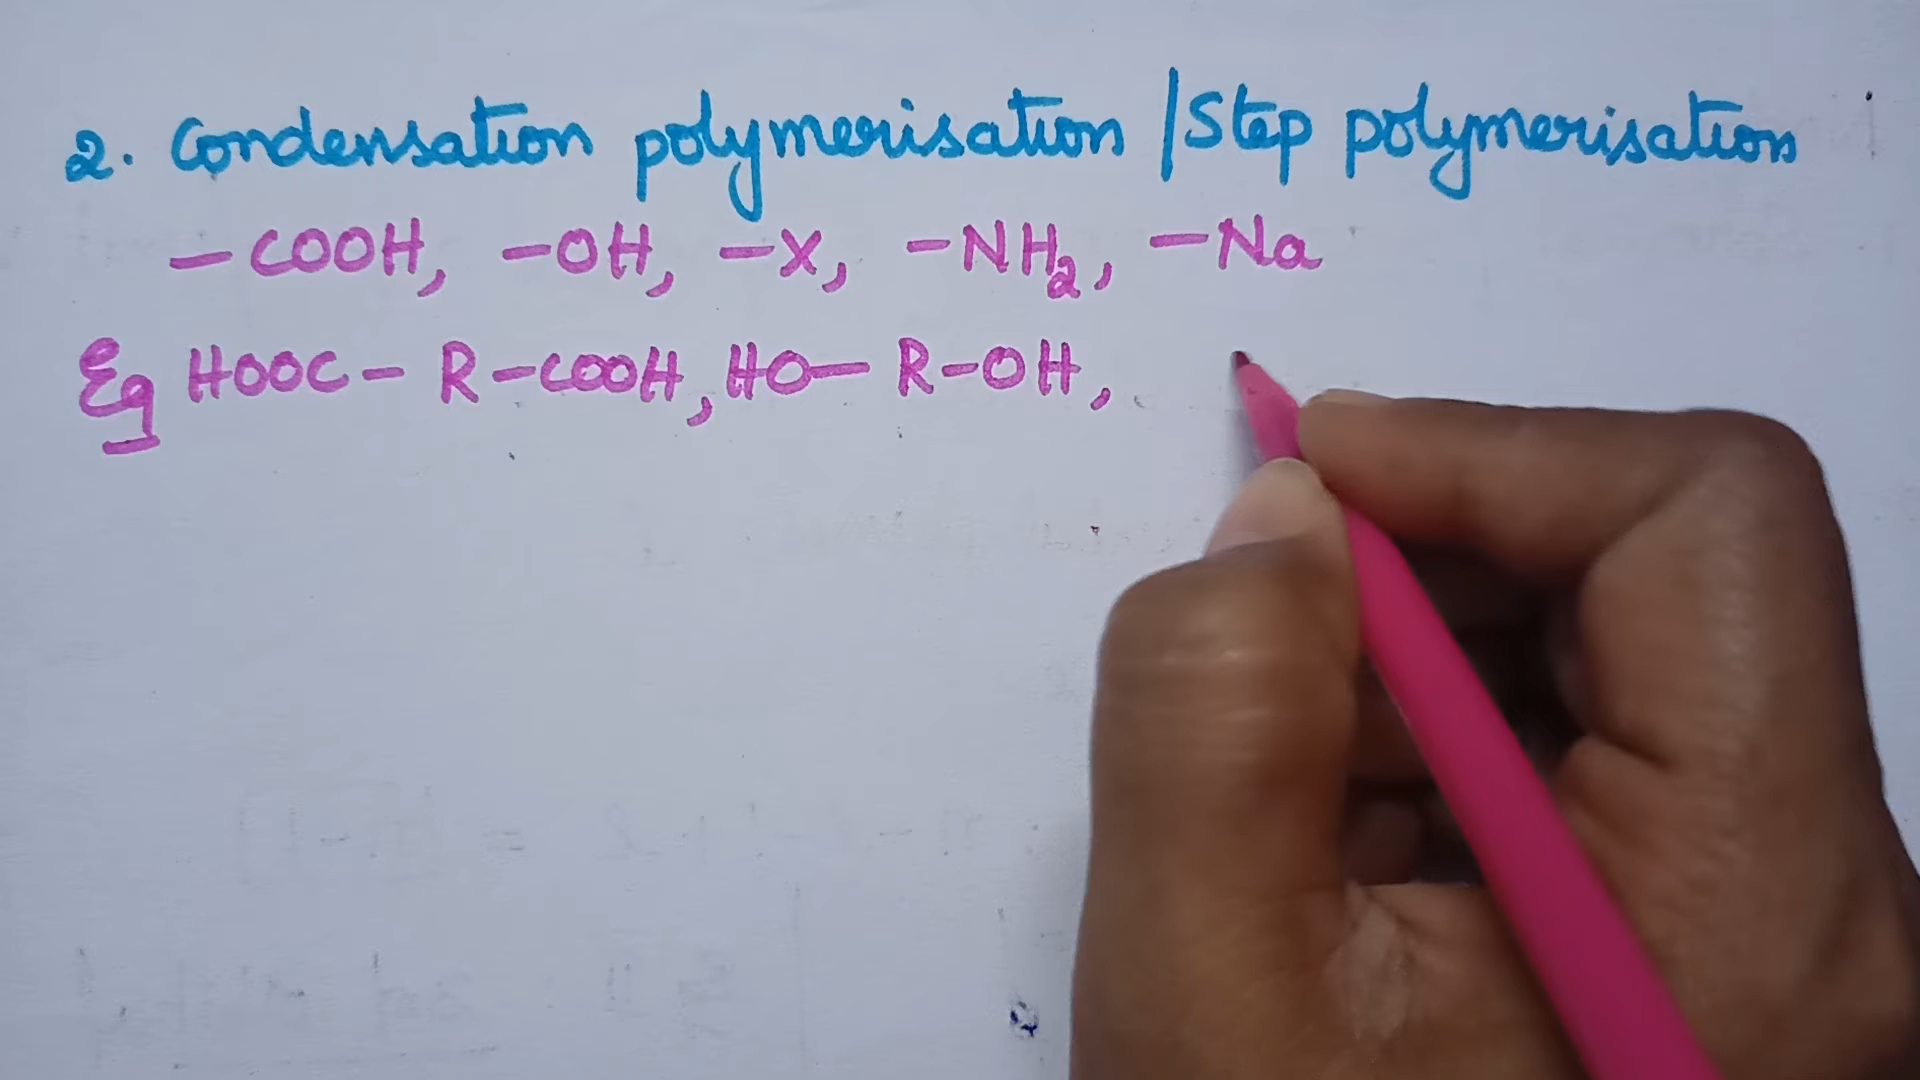 2. Condensation polymerisation / Step polymerisation
-COOH, -OH, -X, -NH₂, -Na
Eg HOOC- R-COOH, HO- R-OH,